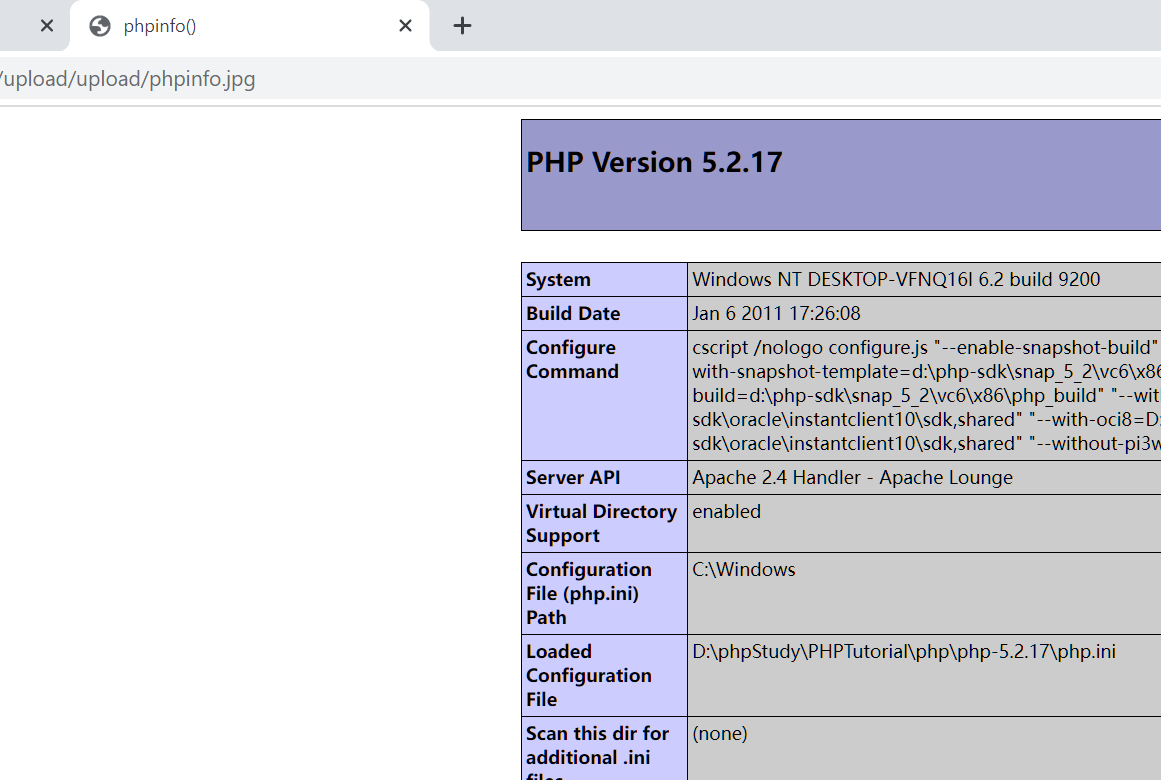 phpinfo()
/upload/upload/phpinfo.jpg
PHP Version 5.2.17
System Windows NT DESKTOP-VFNQ16I 6.2 build 9200
Build Date Jan 6 2011 17:26:08
Configure cscript /nologo configure.js "--enable-snapshot-build"
Command with-snapshot-template=d:\php-sdk\snap_5_2\vc6\x86
build=d:\php-sdk\snap_5_2\vc6\x86\php_build" "--wit
sdk\oracle\instantclient10\sdk,shared" "--with-oci8=D:
sdk\oracle\instantclient10\sdk,shared" "--without-pi3w
Server API Apache 2.4 Handler - Apache Lounge
Virtual Directory enabled
Support
Configuration C:\Windows
File (php.ini)
Path
Loaded D:\phpStudy\PHPTutorial\php\php-5.2.17\php.ini
Configuration
File
Scan this dir for (none)
additional .ini
files